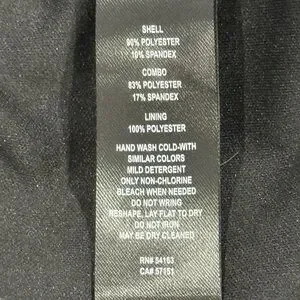 SHELL
90% POLYESTER
10% SPANDEX
COMBO
83% POLYESTER
17% SPANDEX
LINING
100% POLYESTER
HAND WASH COLD-WITH
SIMILAR COLORS
MILD DETERGENT
ONLY NON-CHLORINE
BLEACH WHEN NEEDED
DO NOT WRING
RESHAPE, LAY FLAT TO DRY
DO NOT IRON
MAY BE DRY CLEANED
RN# 54163
CA# 57151